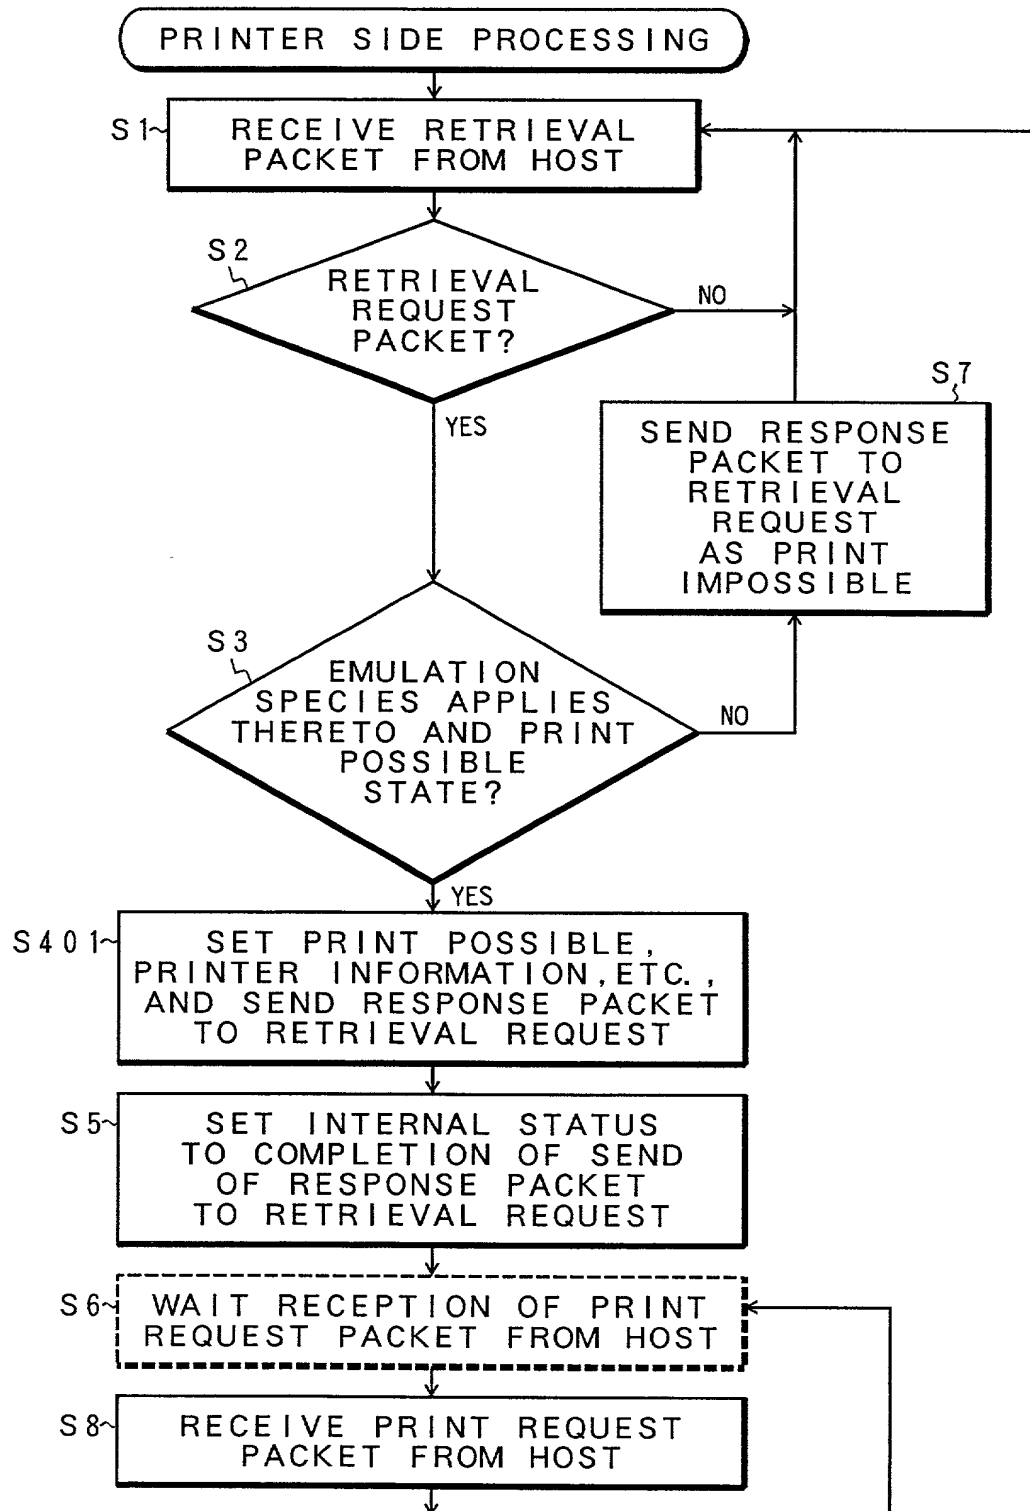 PRINTER SIDE PROCESSING
S1
RECEIVE RETRIEVAL
PACKET FROM HOST
S2
RETRIEVAL
REQUEST
PACKET?
NO
YES
S7
SEND RESPONSE
PACKET TO
RETRIEVAL
REQUEST
AS PRINT
IMPOSSIBLE
S3
EMULATION
SPECIES APPLIES
THERETO AND PRINT
POSSIBLE
STATE?
NO
YES
S401
SET PRINT POSSIBLE,
PRINTER INFORMATION, ETC.,
AND SEND RESPONSE PACKET
TO RETRIEVAL REQUEST
S5
SET INTERNAL STATUS
TO COMPLETION OF SEND
OF RESPONSE PACKET
TO RETRIEVAL REQUEST
S6
WAIT RECEPTION OF PRINT
REQUEST PACKET FROM HOST
S8
RECEIVE PRINT REQUEST
PACKET FROM HOST